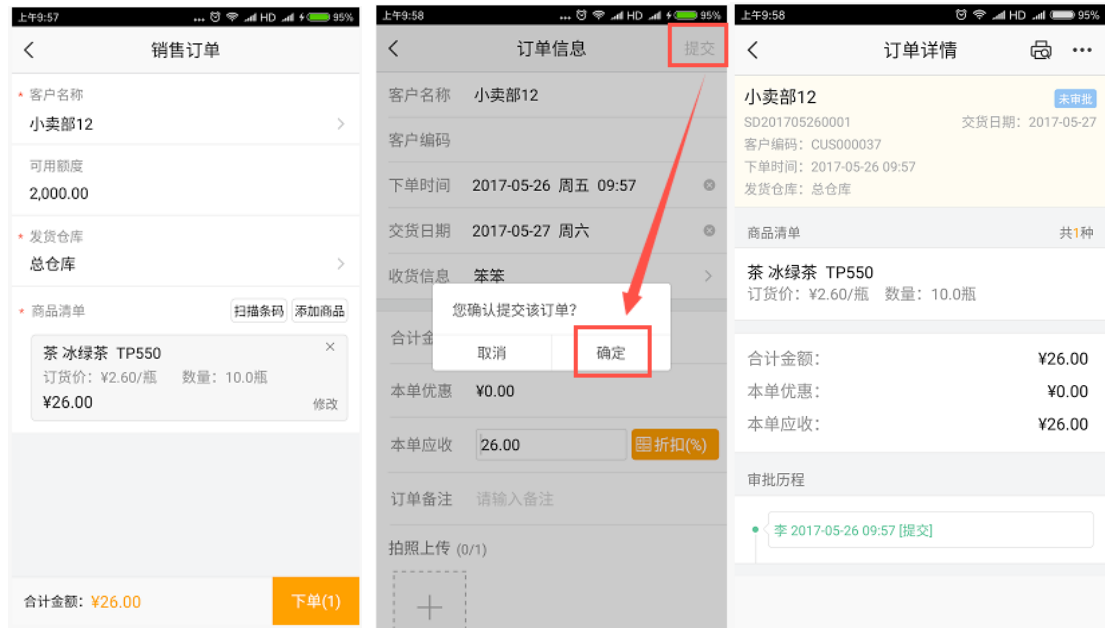 上午9:57
... HD 95%
销售订单
* 客户名称
小卖部12
可用额度
2,000.00
* 发货仓库
总仓库
* 商品清单 扫描条码 添加商品
茶 冰绿茶 TP550
订货价：¥2.60/瓶 数量：10.0瓶
¥26.00 修改
合计金额：¥26.00 下单(1)
上午9:58
... HD 95%
订单信息 提交
客户名称 小卖部12
客户编码
下单时间 2017-05-26 周五 09:57
交货日期 2017-05-27 周六
收货信息 笨笨
您确认提交该订单？
合计金
取消 确定
本单优惠 ¥0.00
本单应收 26.00 折扣(%)
订单备注 请输入备注
拍照上传 (0/1)
上午9:58
HD 95%
订单详情
小卖部12 未审批
SD201705260001 交货日期：2017-05-27
客户编码：CUS000037
下单时间：2017-05-26 09:57
发货仓库：总仓库
商品清单 共1种
茶 冰绿茶 TP550
订货价：¥2.60/瓶 数量：10.0瓶
合计金额： ¥26.00
本单优惠： ¥0.00
本单应收： ¥26.00
审批历程
李 2017-05-26 09:57 [提交]